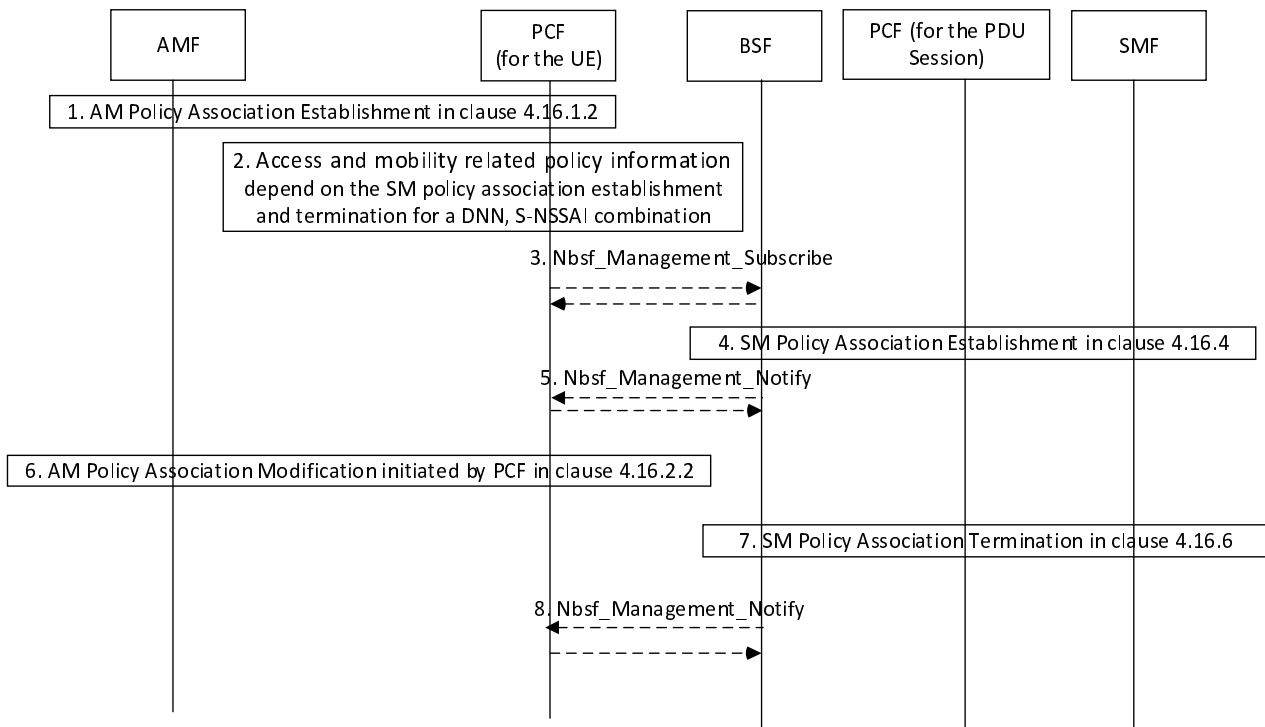 AMF
PCF
(for the UE)
BSF
PCF (for the PDU
Session)
SMF
1. AM Policy Association Establishment in clause 4.16.1.2
2. Access and mobility related policy information
depend on the SM policy association establishment
and termination for a DNN, S-NSSAI combination
3. Nbsf_Management_Subscribe
4. SM Policy Association Establishment in clause 4.16.4
5. Nbsf_Management_Notify
6. AM Policy Association Modification initiated by PCF in clause 4.16.2.2
7. SM Policy Association Termination in clause 4.16.6
8. Nbsf_Management_Notify